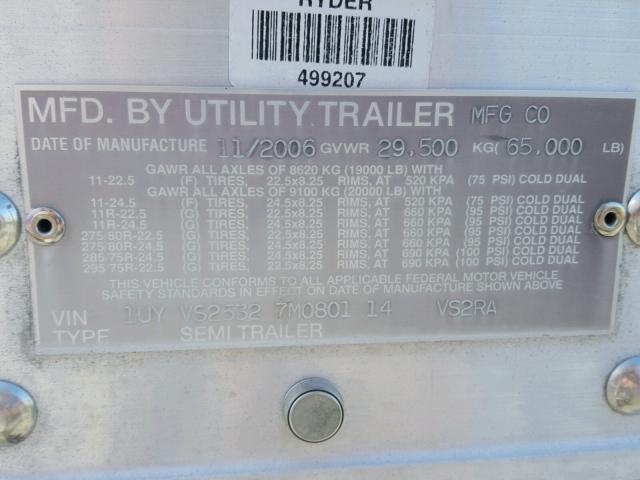 RYDER
499207
MFD. BY UTILITY TRAILER MFG CO
DATE OF MANUFACTURE 11/2006 GVWR 29,500 KG( 65,000 LB)
GAWR ALL AXLES OF 8620 KG (19000 LB) WITH
11-22.5 (F) TIRES, 22.5x8.25 RIMS, AT 520 KPA (75 PSI) COLD DUAL
GAWR ALL AXLES OF 9100 KG (20000 LB) WITH
11-24.5 (F) TIRES, 24.5x8.25 RIMS, AT 520 KPA (75 PSI) COLD DUAL
11R-22.5 (G) TIRES, 22.5x8.25 RIMS, AT 660 KPA (95 PSI) COLD DUAL
11R-24.5 (G) TIRES, 24.5x8.25 RIMS, AT 660 KPA (95 PSI) COLD DUAL
275 80R-22.5 (G) TIRES, 22.5x8.25 RIMS, AT 660 KPA (95 PSI) COLD DUAL
275 80R-24.5 (G) TIRES, 24.5x8.25 RIMS, AT 660 KPA (95 PSI) COLD DUAL
285 75R-24.5 (G) TIRES, 24.5x8.25 RIMS, AT 690 KPA (100 PSI) COLD DUAL
295 75R-22.5 (G) TIRES, 22.5x8.25 RIMS, AT 690 KPA (100 PSI) COLD DUAL
THIS VEHICLE CONFORMS TO ALL APPLICABLE FEDERAL MOTOR VEHICLE
SAFETY STANDARDS IN EFFECT ON DATE OF MANUFACTURE SHOWN ABOVE.
VIN 1UY VS2532 7M0801 14 VS2RA
TYPE SEMI TRAILER